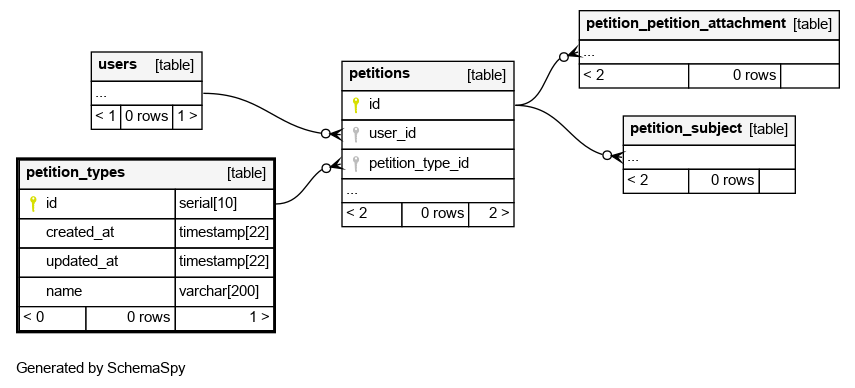 petition_petition_attachment [table]
...
< 2 0 rows
users [table]
...
< 1 0 rows 1 >
petitions [table]
id
user_id
petition_type_id
...
< 2 0 rows 2 >
petition_subject [table]
...
< 2 0 rows
petition_types [table]
id serial[10]
created_at timestamp[22]
updated_at timestamp[22]
name varchar[200]
< 0 0 rows 1 >
Generated by SchemaSpy